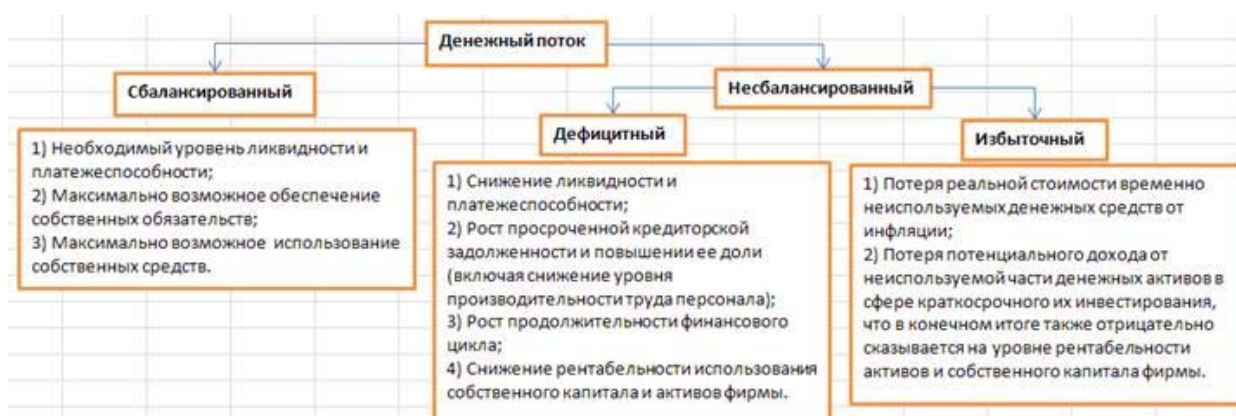 Денежный поток
Сбалансированный
Несбалансированный
Дефицитный
Избыточный
1) Необходимый уровень ликвидности и
платежеспособности;
2) Максимально возможное обеспечение
собственных обязательств;
3) Максимально возможное использование
собственных средств.
1) Снижение ликвидности и
платежеспособности;
2) Рост просроченной кредиторской
задолженности и повышении ее доли
(включая снижение уровня
производительности труда персонала);
3) Рост продолжительности финансового
цикла;
4) Снижение рентабельности использования
собственного капитала и активов фирмы.
1) Потеря реальной стоимости временно
неиспользуемых денежных средств от
инфляции;
2) Потеря потенциального дохода от
неиспользуемой части денежных активов в
сфере краткосрочного их инвестирования,
что в конечном итоге также отрицательно
сказывается на уровне рентабельности
активов и собственного капитала фирмы.